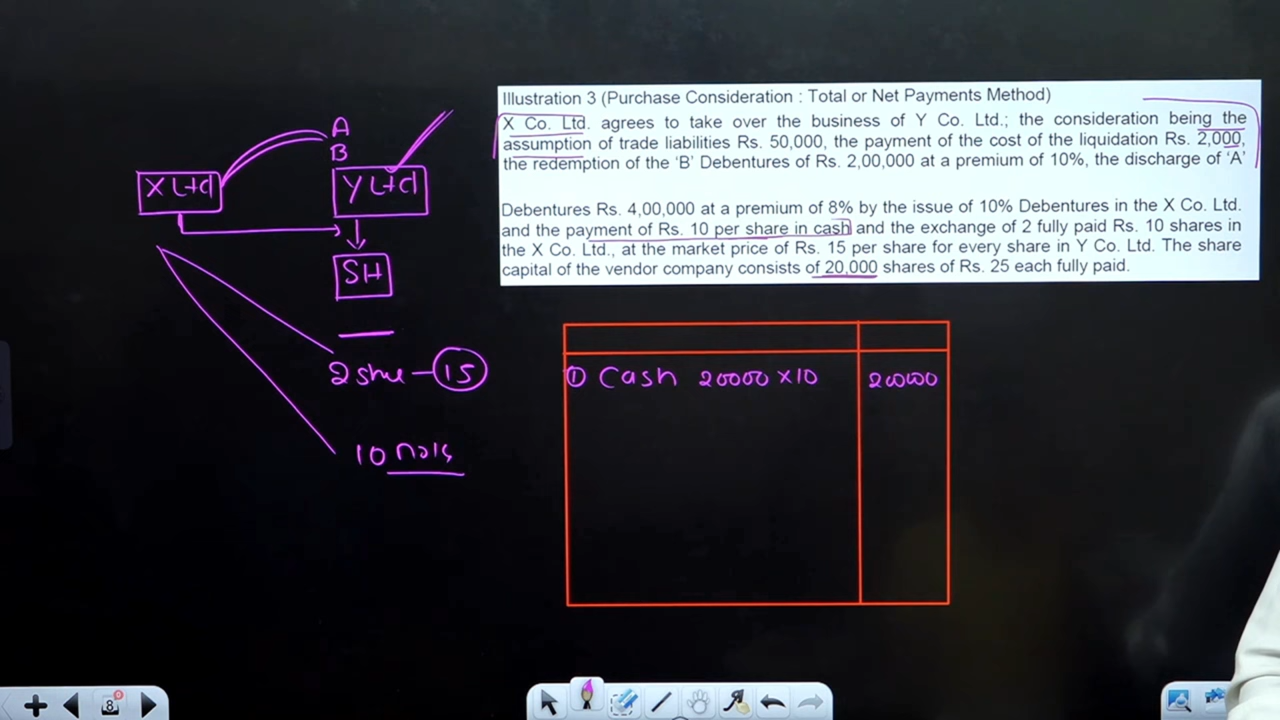 Illustration 3 (Purchase Consideration : Total or Net Payments Method)
X Co. Ltd. agrees to take over the business of Y Co. Ltd.; the consideration being the
assumption of trade liabilities Rs. 50,000, the payment of the cost of the liquidation Rs. 2,000,
the redemption of the 'B' Debentures of Rs. 2,00,000 at a premium of 10%, the discharge of 'A'
Debentures Rs. 4,00,000 at a premium of 8% by the issue of 10% Debentures in the X Co. Ltd.
and the payment of Rs. 10 per share in cash and the exchange of 2 fully paid Rs. 10 shares in
the X Co. Ltd., at the market price of Rs. 15 per share for every share in Y Co. Ltd. The share
capital of the vendor company consists of 20,000 shares of Rs. 25 each fully paid.
A
B
X Ltd
Y Ltd
SH
2 share - 15
10
① Cash 20000 × 10
200000
8